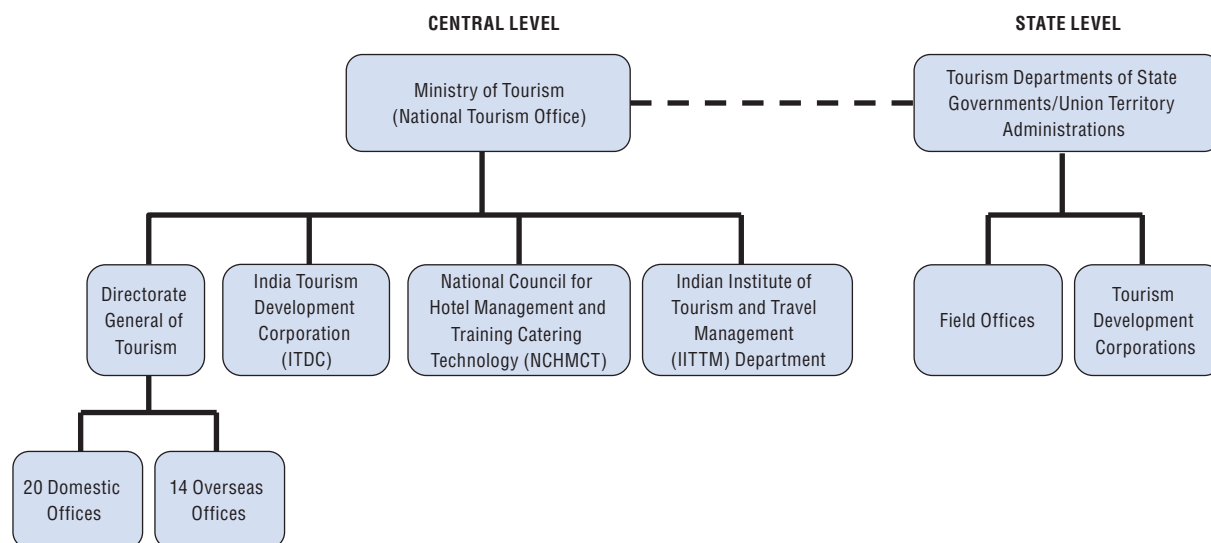 CENTRAL LEVEL
STATE LEVEL
Ministry of Tourism
(National Tourism Office)
Tourism Departments of State
Governments/Union Territory
Administrations
Directorate
General of
Tourism
India Tourism
Development
Corporation
(ITDC)
National Council for
Hotel Management and
Training Catering
Technology (NCHMCT)
Indian Institute of
Tourism and Travel
Management
(IITTM) Department
Field Offices
Tourism
Development
Corporations
20 Domestic
Offices
14 Overseas
Offices